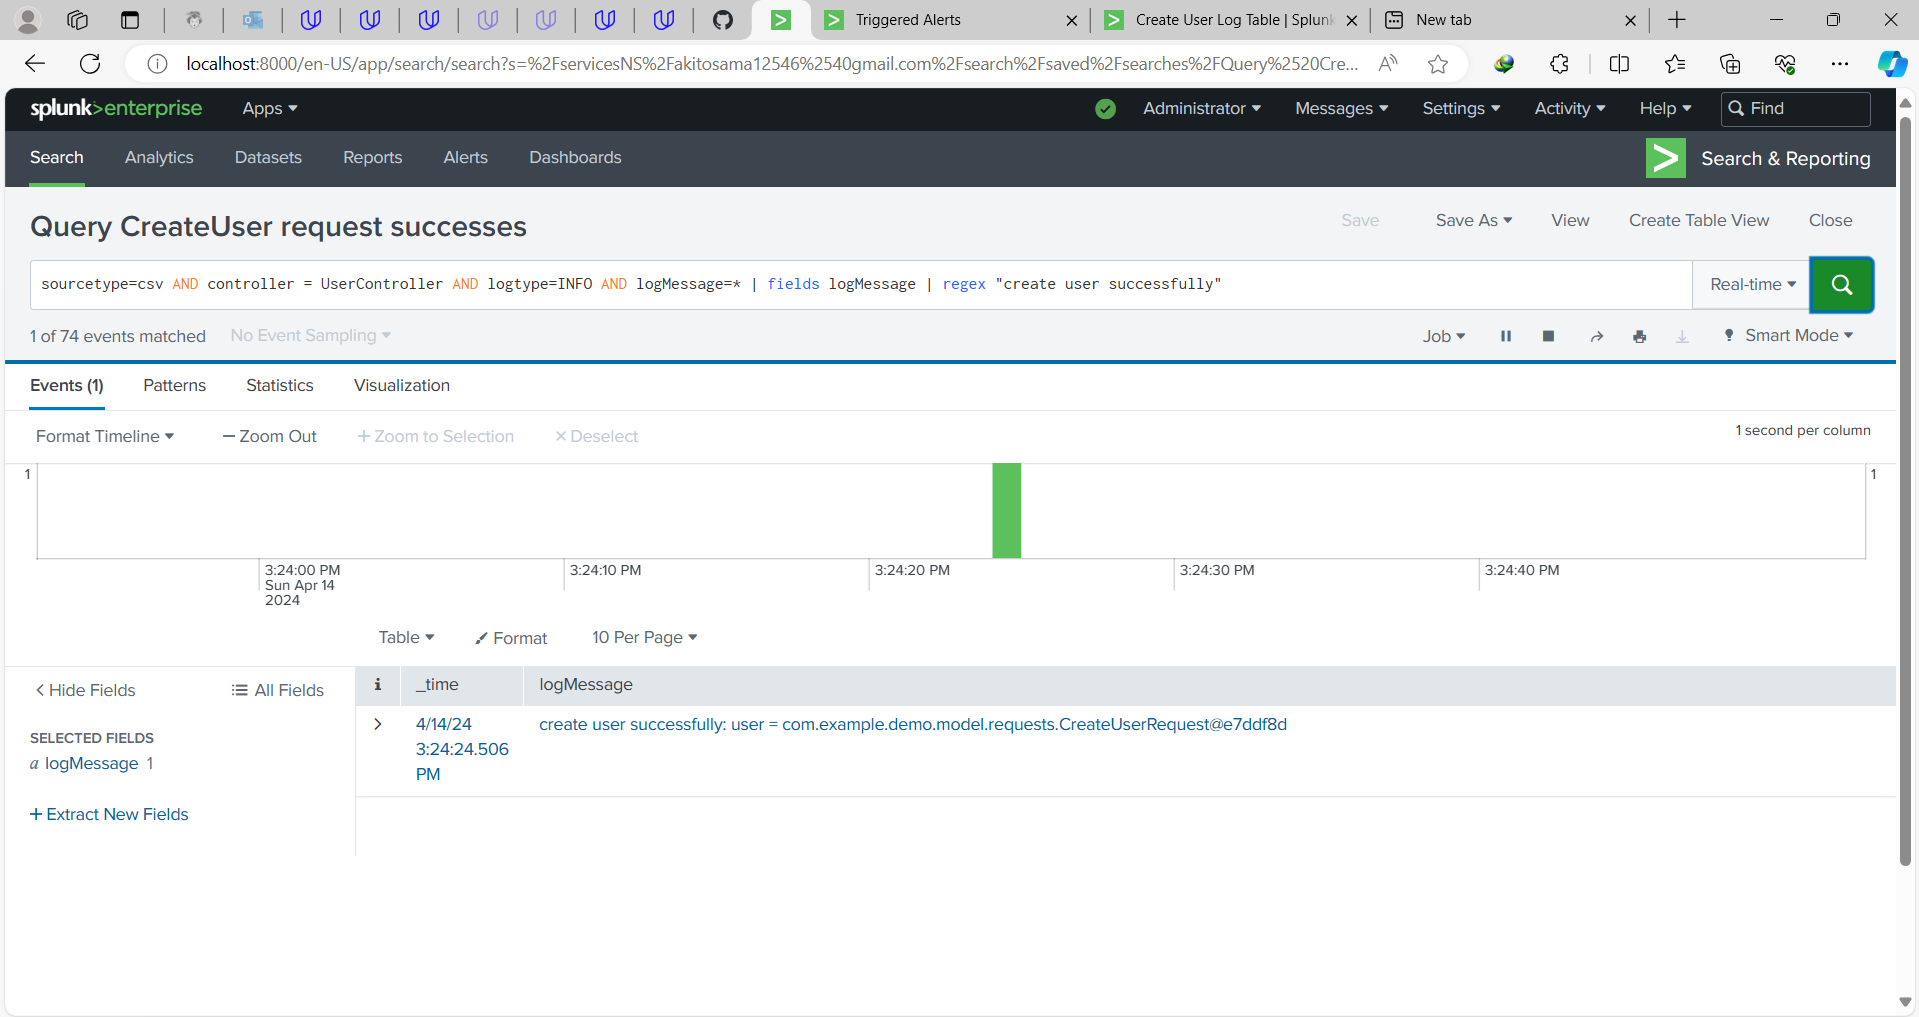 Triggered Alerts
Create User Log Table | Splunk
New tab
localhost:8000/en-US/app/search/search?s=%2FservicesNS%2Fakitosama12546%2540gmail.com%2Fsearch%2Fsaved%2Fsearches%2FQuery%2520Cre...
splunk>enterprise
Apps
Administrator
Messages
Settings
Activity
Help
Find
Search
Analytics
Datasets
Reports
Alerts
Dashboards
Search & Reporting
Query CreateUser request successes
Save
Save As
View
Create Table View
Close
sourcetype=csv AND controller = UserController AND logtype=INFO AND logMessage=* | fields logMessage | regex "create user successfully"
Real-time
1 of 74 events matched
No Event Sampling
Job
Smart Mode
Events (1)
Patterns
Statistics
Visualization
Format Timeline
— Zoom Out
+ Zoom to Selection
× Deselect
1 second per column
1
1
3:24:00 PM
Sun Apr 14
2024
3:24:10 PM
3:24:20 PM
3:24:30 PM
3:24:40 PM
Table
Format
10 Per Page
< Hide Fields
All Fields
i
_time
logMessage
SELECTED FIELDS
a logMessage 1
+ Extract New Fields
> 4/14/24
3:24:24.506
PM
create user successfully: user = com.example.demo.model.requests.CreateUserRequest@e7ddf8d